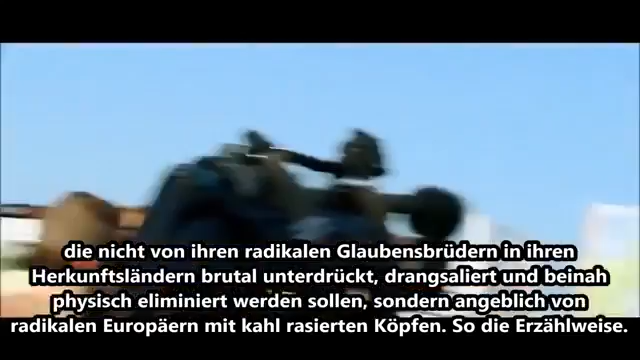 die nicht von ihren radikalen Glaubensbrüdern in ihren
Herkunftsländern brutal unterdrückt, drangsaliert und beinah
physisch eliminiert werden sollen, sondern angeblich von
radikalen Europäern mit kahl rasierten Köpfen. So die Erzählweise.